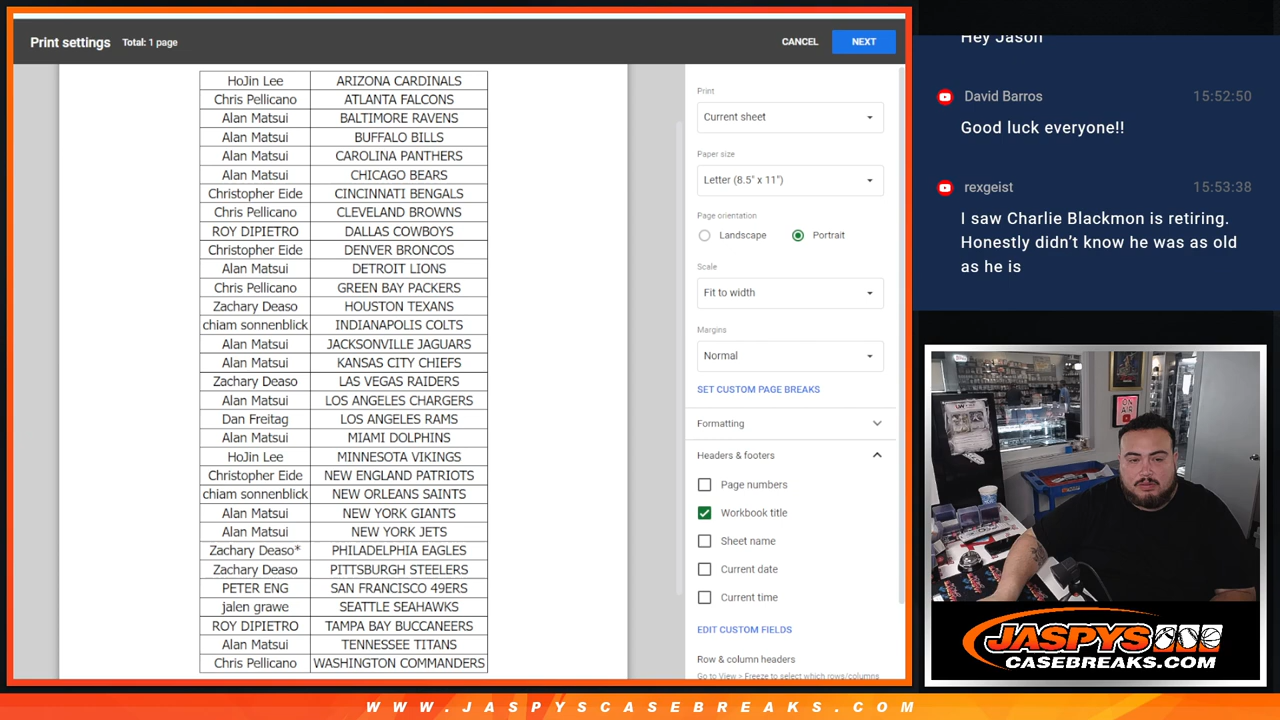 Print settings Total: 1 page CANCEL NEXT
HoJin Lee ARIZONA CARDINALS
Chris Pellicano ATLANTA FALCONS
Alan Matsui BALTIMORE RAVENS
Alan Matsui BUFFALO BILLS
Alan Matsui CAROLINA PANTHERS
Alan Matsui CHICAGO BEARS
Christopher Eide CINCINNATI BENGALS
Chris Pellicano CLEVELAND BROWNS
ROY DIPIETRO DALLAS COWBOYS
Christopher Eide DENVER BRONCOS
Alan Matsui DETROIT LIONS
Chris Pellicano GREEN BAY PACKERS
Zachary Deaso HOUSTON TEXANS
chiam sonnenblick INDIANAPOLIS COLTS
Alan Matsui JACKSONVILLE JAGUARS
Alan Matsui KANSAS CITY CHIEFS
Zachary Deaso LAS VEGAS RAIDERS
Alan Matsui LOS ANGELES CHARGERS
Dan Freitag LOS ANGELES RAMS
Alan Matsui MIAMI DOLPHINS
HoJin Lee MINNESOTA VIKINGS
Christopher Eide NEW ENGLAND PATRIOTS
chiam sonnenblick NEW ORLEANS SAINTS
Alan Matsui NEW YORK GIANTS
Alan Matsui NEW YORK JETS
Zachary Deaso* PHILADELPHIA EAGLES
Zachary Deaso PITTSBURGH STEELERS
PETER ENG SAN FRANCISCO 49ERS
jalen grawe SEATTLE SEAHAWKS
ROY DIPIETRO TAMPA BAY BUCCANEERS
Alan Matsui TENNESSEE TITANS
Chris Pellicano WASHINGTON COMMANDERS
Print
Current sheet
Paper size
Letter (8.5" x 11")
Page orientation
Landscape Portrait
Scale
Fit to width
Margins
Normal
SET CUSTOM PAGE BREAKS
Formatting
Headers & footers
Page numbers
Workbook title
Sheet name
Current date
Current time
EDIT CUSTOM FIELDS
Row & column headers
Go to View > Freeze to select which rows/columns
Hey Jason
David Barros 15:52:50
Good luck everyone!!
rexgeist 15:53:38
I saw Charlie Blackmon is retiring.
Honestly didn't know he was as old
as he is
ON AIR
JASPYS
CASEBREAKS.COM
WWW.JASPYSCASEBREAKS.COM